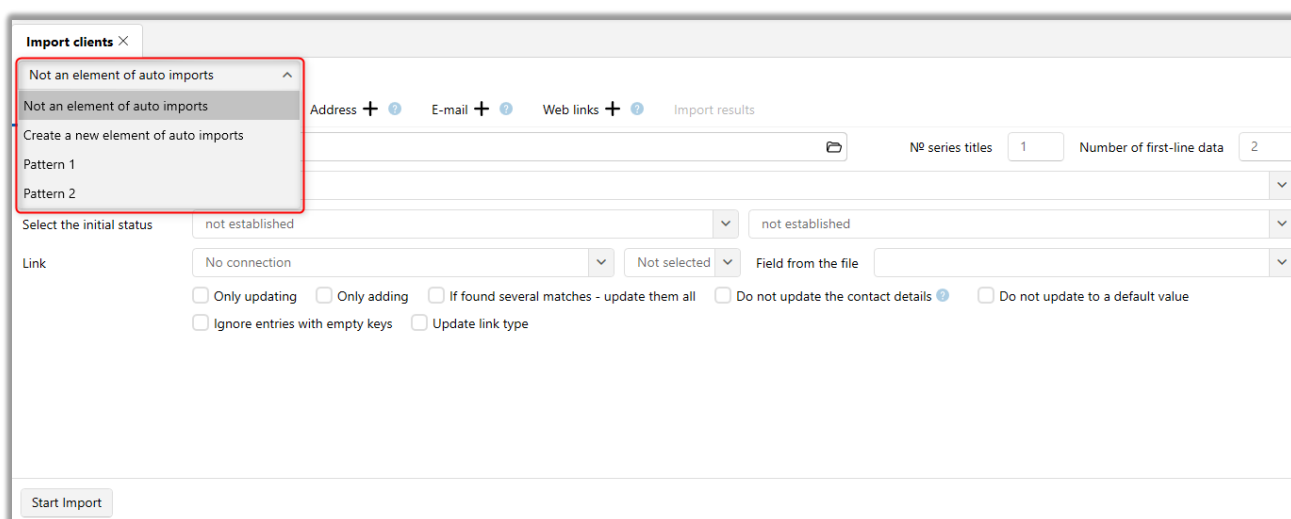 Import clients
Not an element of auto imports
Not an element of auto imports
Create a new element of auto imports
Pattern 1
Pattern 2
Address + ? E-mail + ? Web links + ? Import results
Nº series titles 1 Number of first-line data 2
Select the initial status not established not established
Link No connection Not selected Field from the file
Only updating Only adding If found several matches - update them all Do not update the contact details ? Do not update to a default value
Ignore entries with empty keys Update link type
Start Import